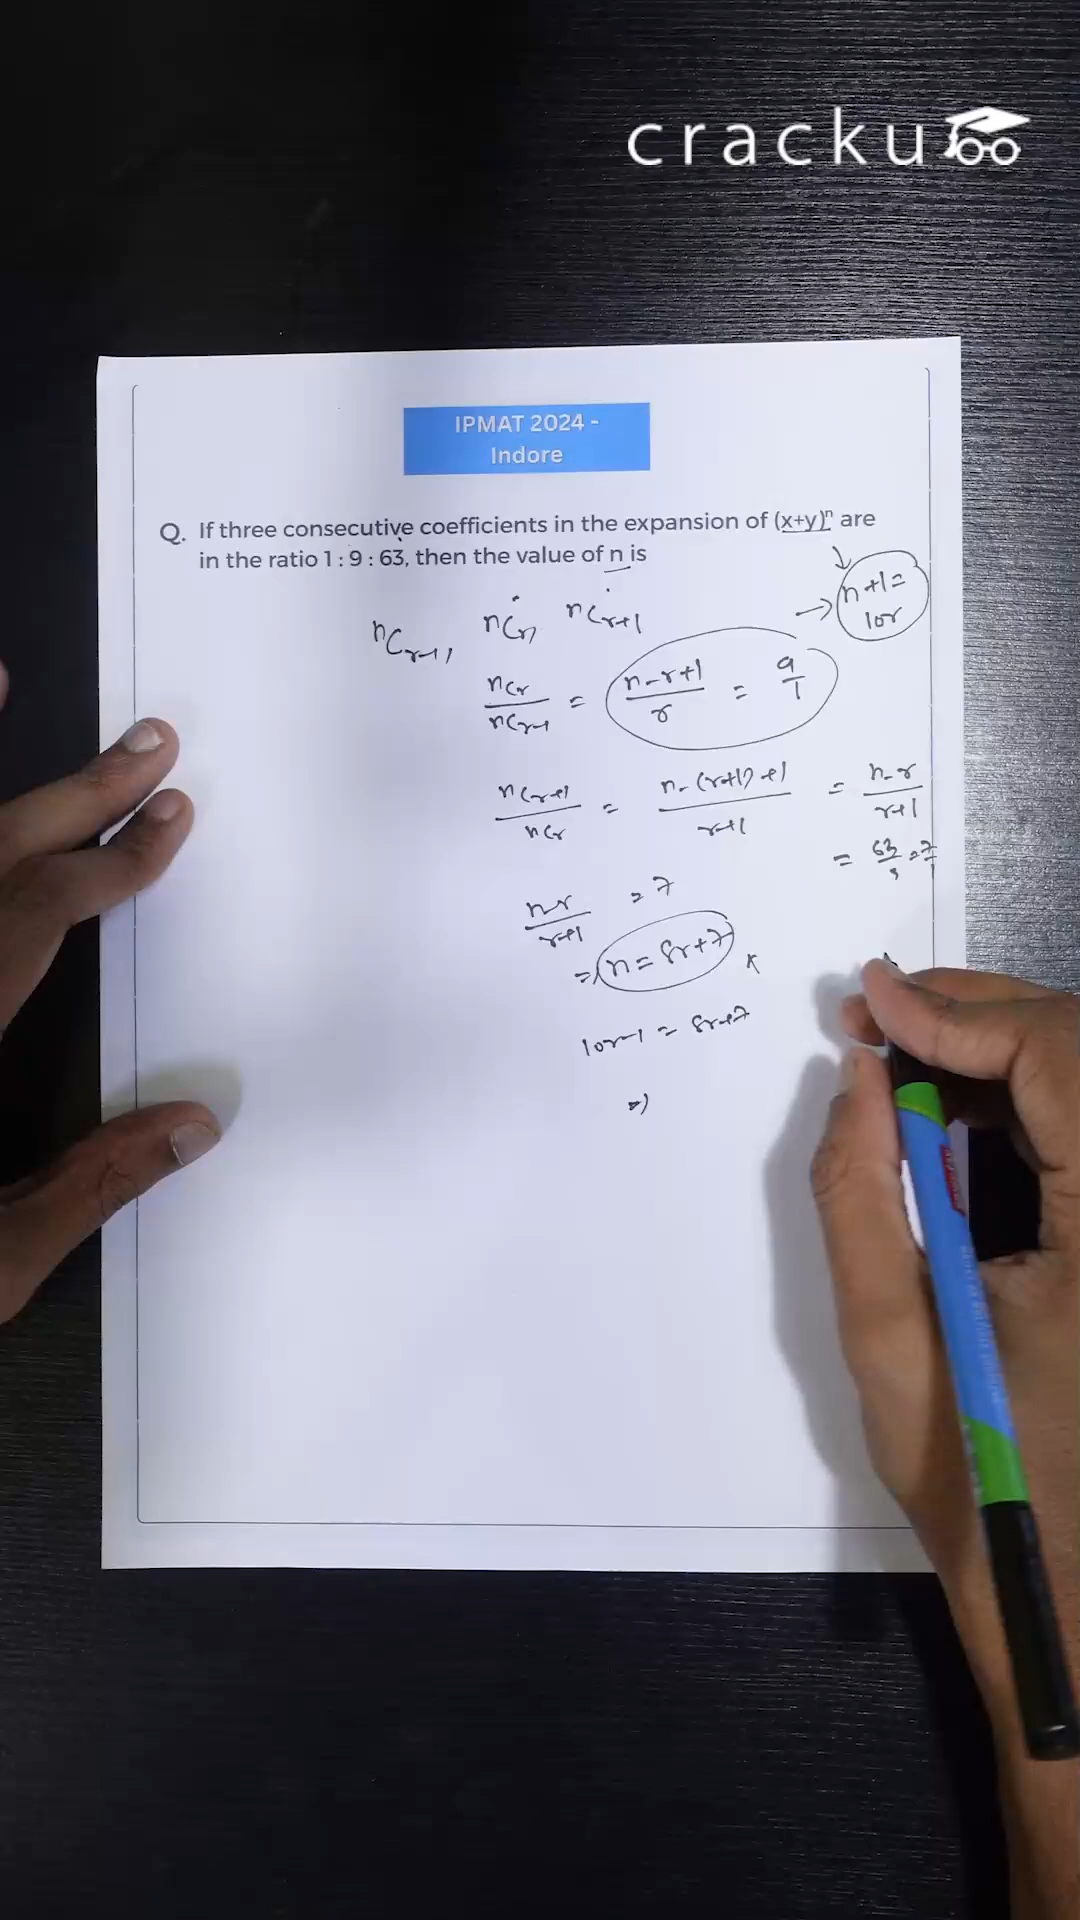 cracku
IPMAT 2024 -
Indore
Q. If three consecutive coefficients in the expansion of (x+y)ⁿ are
in the ratio 1 : 9 : 63, then the value of n is
n+1=
10r
nCr-1, nCr, nCr+1
nCr/nCr-1 = (n-r+1)/r = 9/1
nCr+1/nCr = (n-(r+1)+1)/(r+1) = (n-r)/(r+1)
= 63/9 = 7/1
(n-r)/(r+1) = 7
⇒ n = 8r+7
10r-1 = 8r+7
⇒